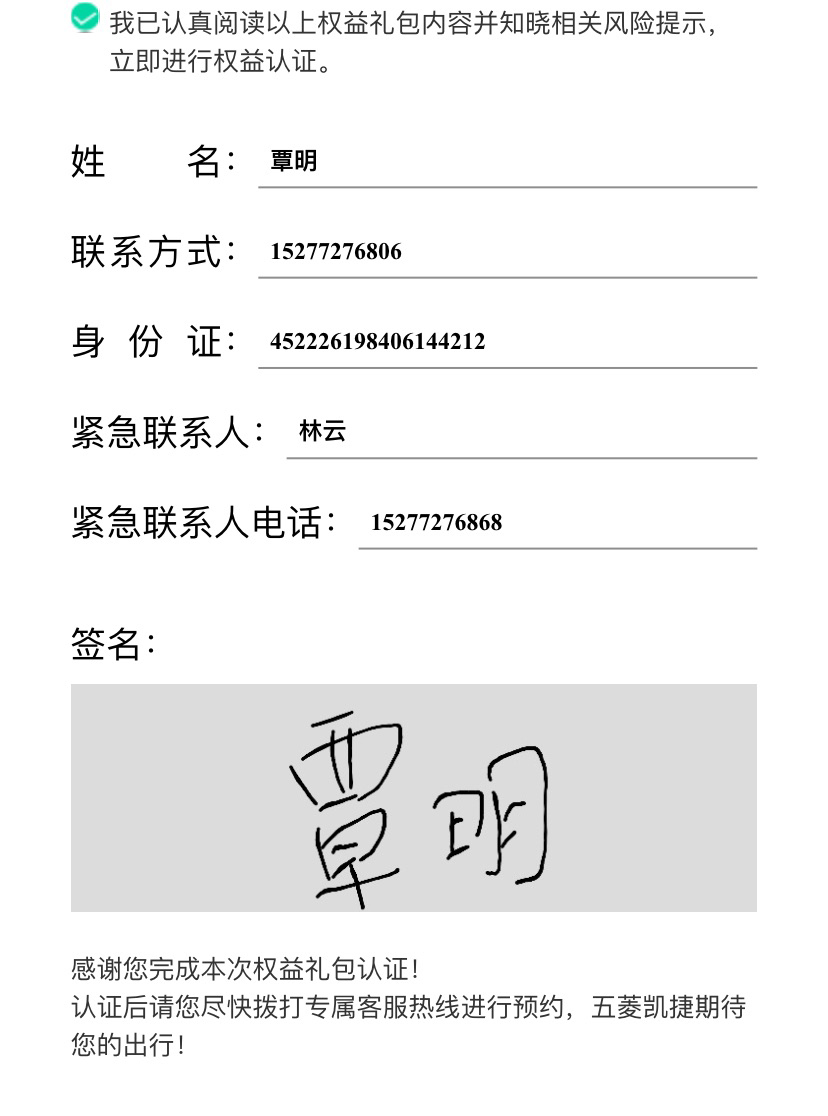 我已认真阅读以上权益礼包内容并知晓相关风险提示，
立即进行权益认证。
姓名：覃明
联系方式：15277276806
身份证：452226198406144212
紧急联系人：林云
紧急联系人电话：15277276868
签名：
覃明
感谢您完成本次权益礼包认证！
认证后请您尽快拨打专属客服热线进行预约，五菱凯捷期待
您的出行！